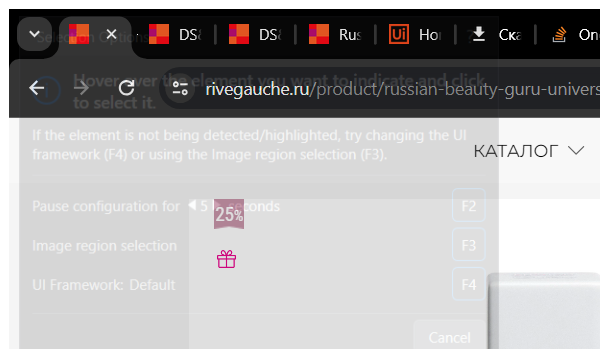 DS& DS& Rus Hor Ска On
Selection Options
Hover over the element you want to indicate and click
to select it.
rivegauche.ru/product/russian-beauty-guru-univers
If the element is not being detected/highlighted, try changing the UI
framework (F4) or using the Image region selection (F3).
КАТАЛОГ
Pause configuration for 5 seconds F2
25%
Image region selection F3
UI Framework: Default F4
Cancel